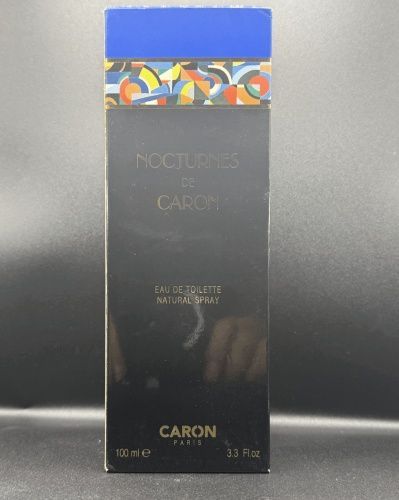 NOCTURNES
DE
CARON
EAU DE TOILETTE
NATURAL SPRAY
CARON
PARIS
100 ml ℮ 3.3 Fl.oz